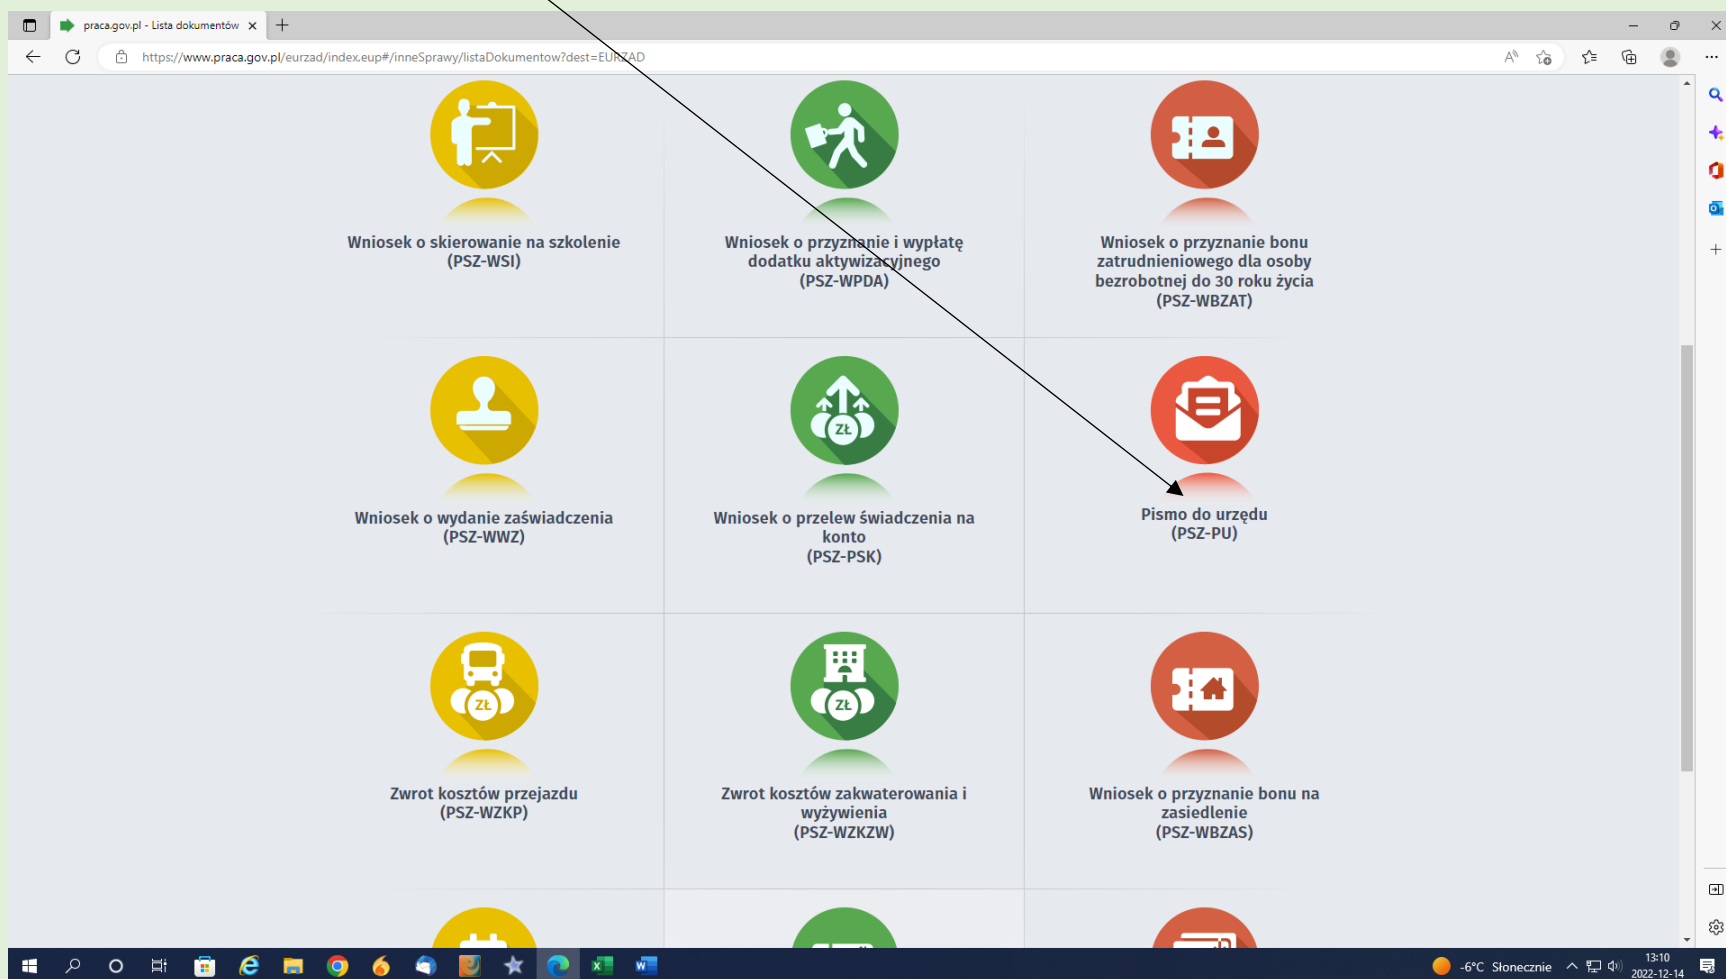 praca.gov.pl - Lista dokumentów
https://www.praca.gov.pl/eurzad/index.eup#/inneSprawy/listaDokumentow?dest=EURZAD
Wniosek o skierowanie na szkolenie
(PSZ-WSI)
Wniosek o przyznanie i wypłatę
dodatku aktywizacyjnego
(PSZ-WPDA)
Wniosek o przyznanie bonu
zatrudnieniowego dla osoby
bezrobotnej do 30 roku życia
(PSZ-WBZAT)
Wniosek o wydanie zaświadczenia
(PSZ-WWZ)
ZŁ
Wniosek o przelew świadczenia na
konto
(PSZ-PSK)
Pismo do urzędu
(PSZ-PU)
ZŁ
Zwrot kosztów przejazdu
(PSZ-WZKP)
ZŁ
Zwrot kosztów zakwaterowania i
wyżywienia
(PSZ-WZKZW)
Wniosek o przyznanie bonu na
zasiedlenie
(PSZ-WBZAS)
-6°C Słonecznie
13:10
2022-12-14